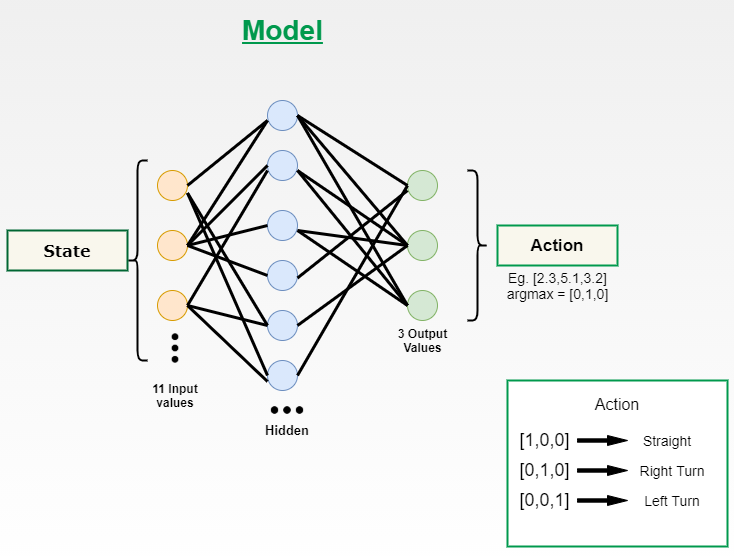 Model
State
Action
Eg. [2.3,5.1,3.2]
argmax = [0,1,0]
3 Output
Values
11 Input
values
Hidden
Action
[1,0,0] Straight
[0,1,0] Right Turn
[0,0,1] Left Turn